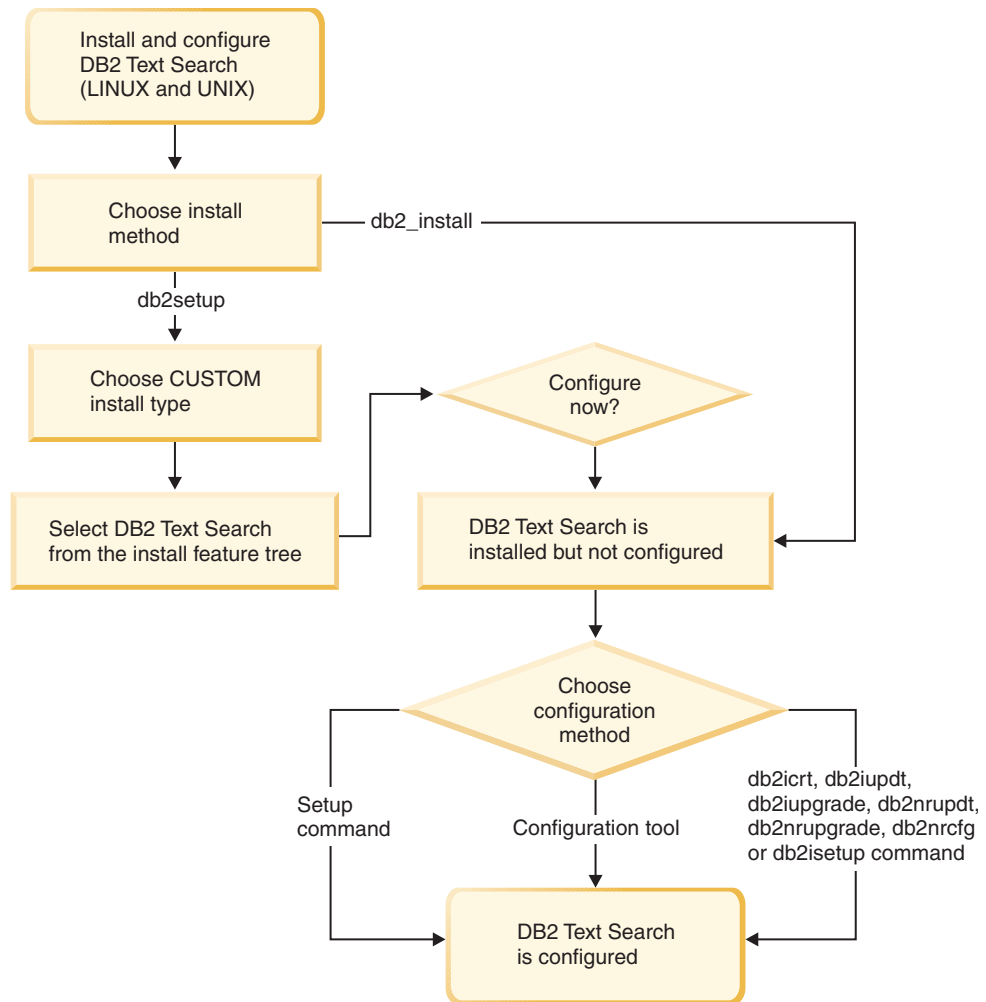 Install and configure
DB2 Text Search
(LINUX and UNIX)
Choose install
method
db2_install
db2setup
Choose CUSTOM
install type
Configure
now?
Select DB2 Text Search
from the install feature tree
DB2 Text Search is
installed but not configured
Choose
configuration
method
Setup
command
Configuration tool
db2icrt, db2iupdt,
db2iupgrade, db2nrupdt,
db2nrupgrade, db2nrcfg
or db2isetup command
DB2 Text Search
is configured